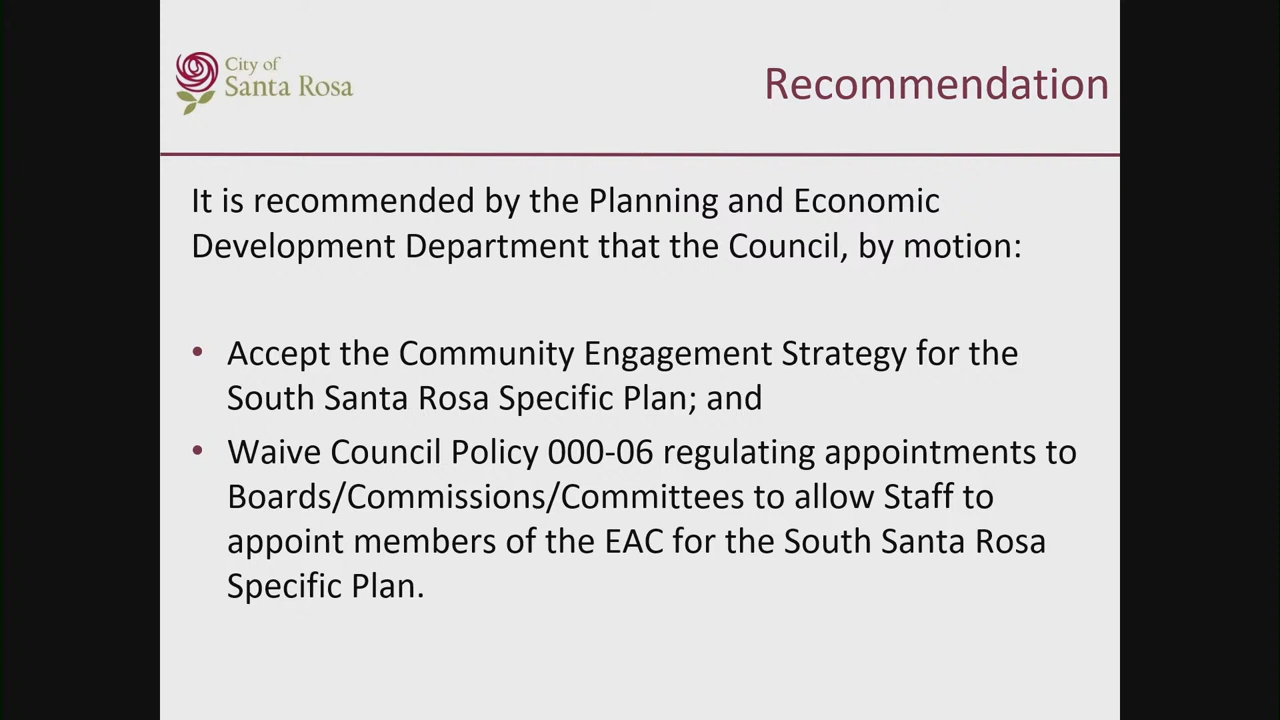 City of
Santa Rosa
Recommendation
It is recommended by the Planning and Economic
Development Department that the Council, by motion:
• Accept the Community Engagement Strategy for the
South Santa Rosa Specific Plan; and
• Waive Council Policy 000-06 regulating appointments to
Boards/Commissions/Committees to allow Staff to
appoint members of the EAC for the South Santa Rosa
Specific Plan.